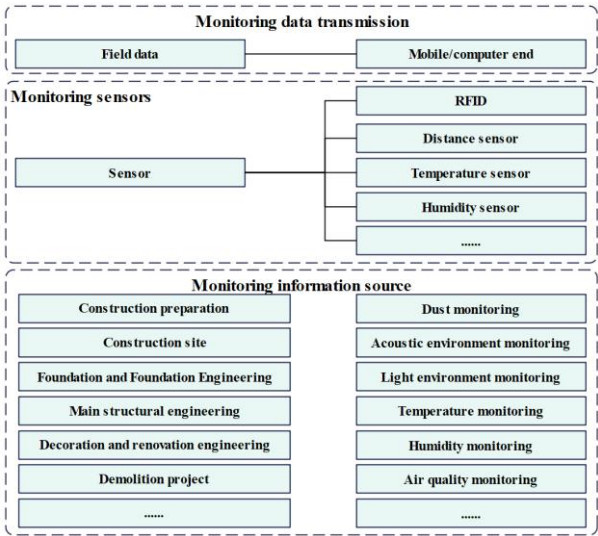 Monitoring data transmission
Field data
Mobile/computer end
Monitoring sensors
RFID
Distance sensor
Sensor
Temperature sensor
Humidity sensor
......
Monitoring information source
Construction preparation
Dust monitoring
Construction site
Acoustic environment monitoring
Foundation and Foundation Engineering
Light environment monitoring
Main structural engineering
Temperature monitoring
Decoration and renovation engineering
Humidity monitoring
Demolition project
Air quality monitoring
......
......